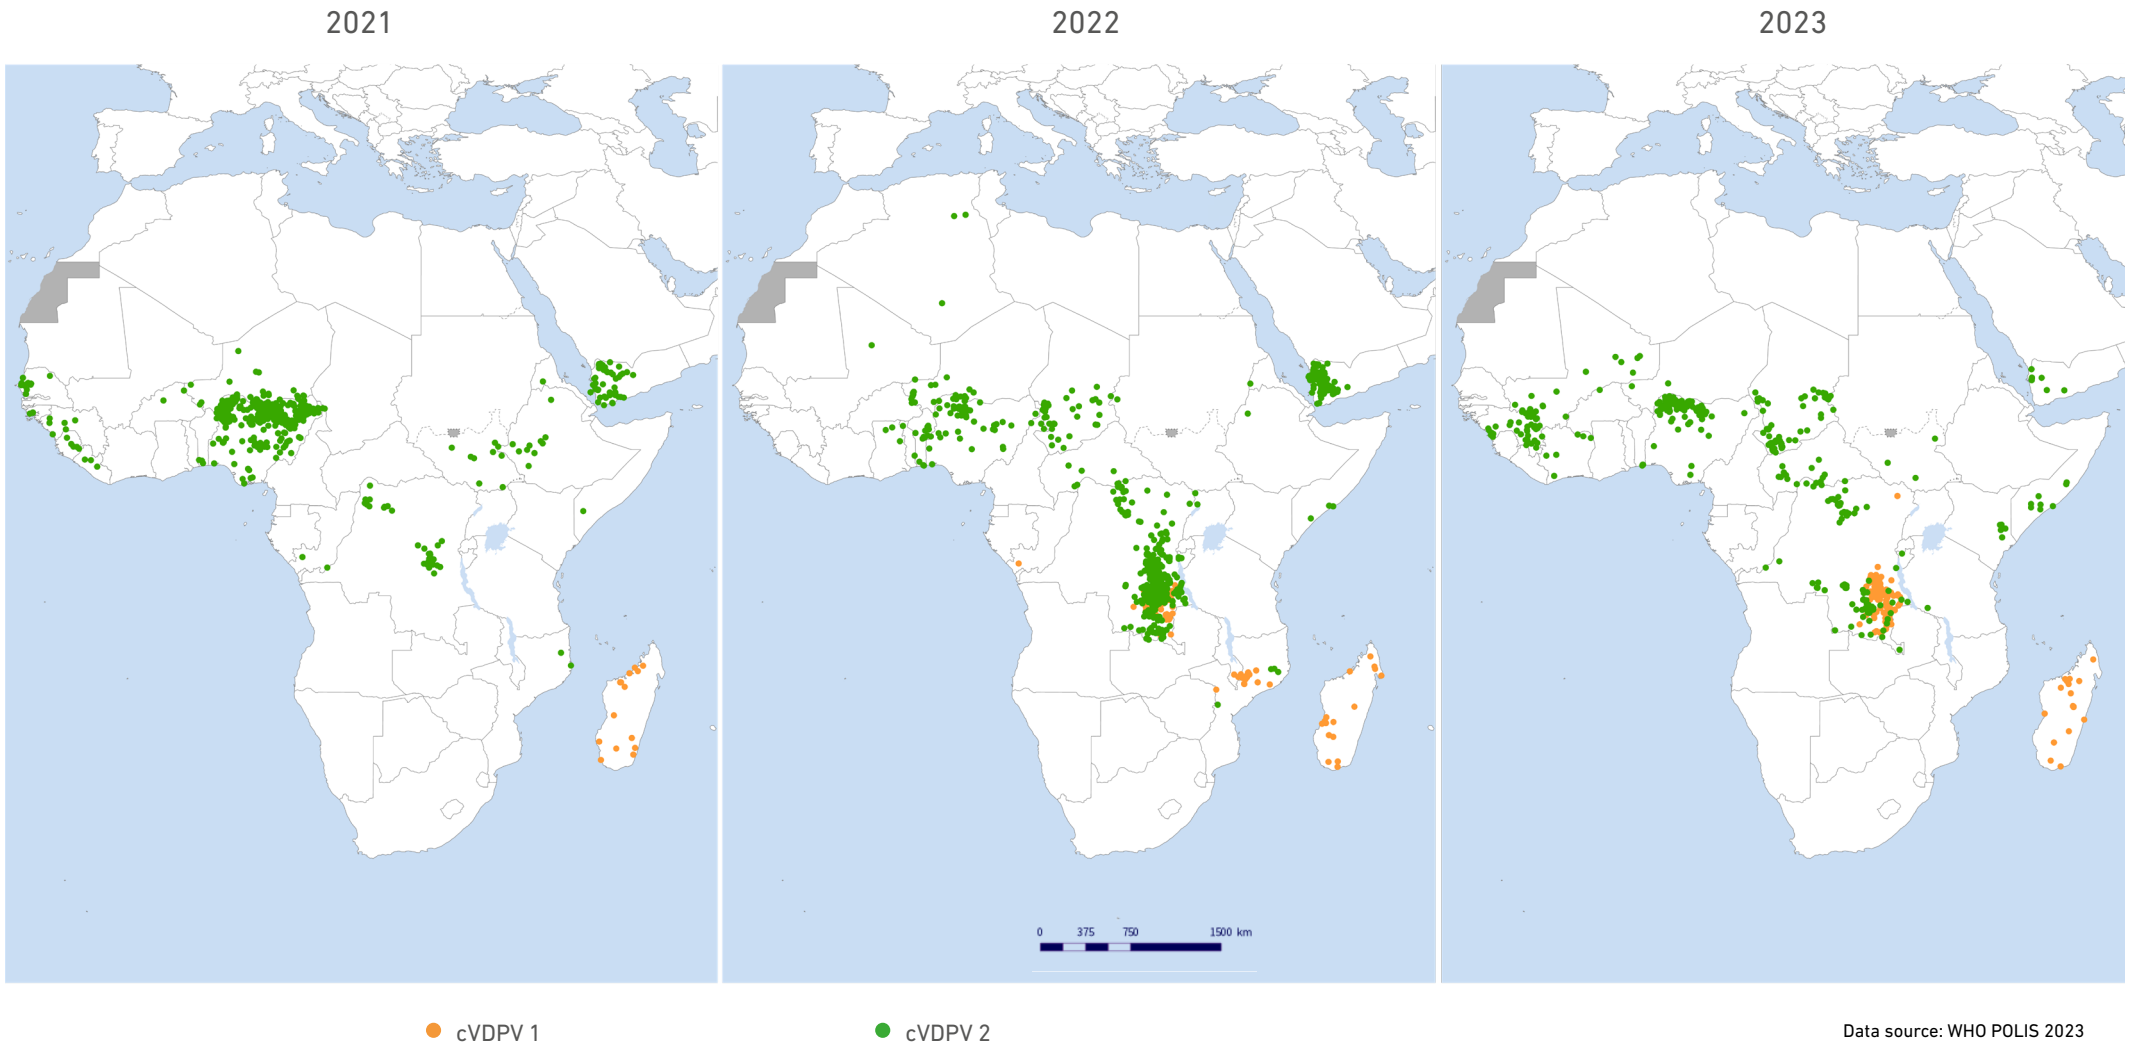 2021 2022 2023
0 375 750 1500 km
cVDPV 1 cVDPV 2 Data source: WHO POLIS 2023